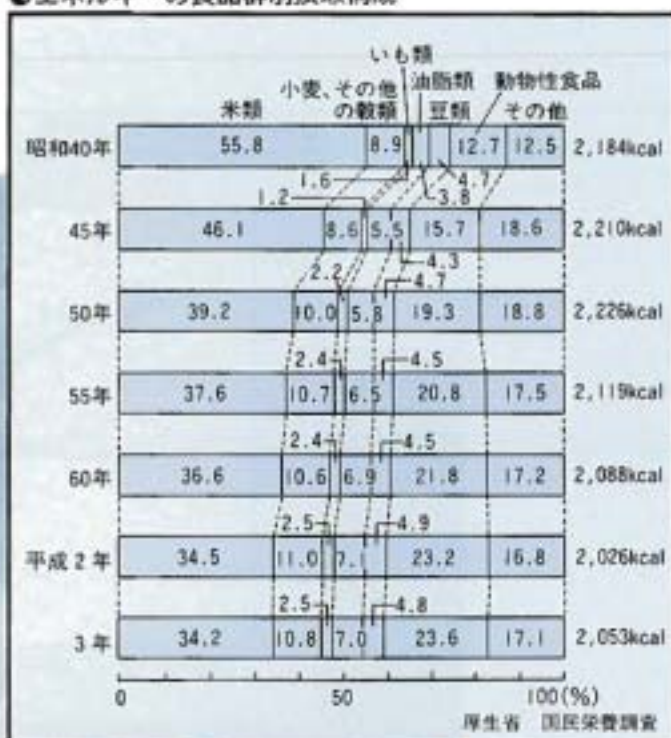 いも類
油脂類 動物性食品
小麦、その他
米類 の穀類 豆類 その他
昭和40年 55.8 8.9 12.7 12.5 2,184kcal
1.6 4.7
3.8
1.2
45年 46.1 8.6 5.5 15.7 18.6 2,210kcal
4.3
2.2 4.7
50年 39.2 10.0 5.8 19.3 18.8 2,226kcal
2.4 4.5
55年 37.6 10.7 6.5 20.8 17.5 2,119kcal
2.4 4.5
60年 36.6 10.6 6.9 21.8 17.2 2,088kcal
2.5 4.9
平成2年 34.5 11.0 7.1 23.2 16.8 2,026kcal
2.5 4.8
3年 34.2 10.8 7.0 23.6 17.1 2,053kcal
0 50 100(%)
厚生省 国民栄養調査